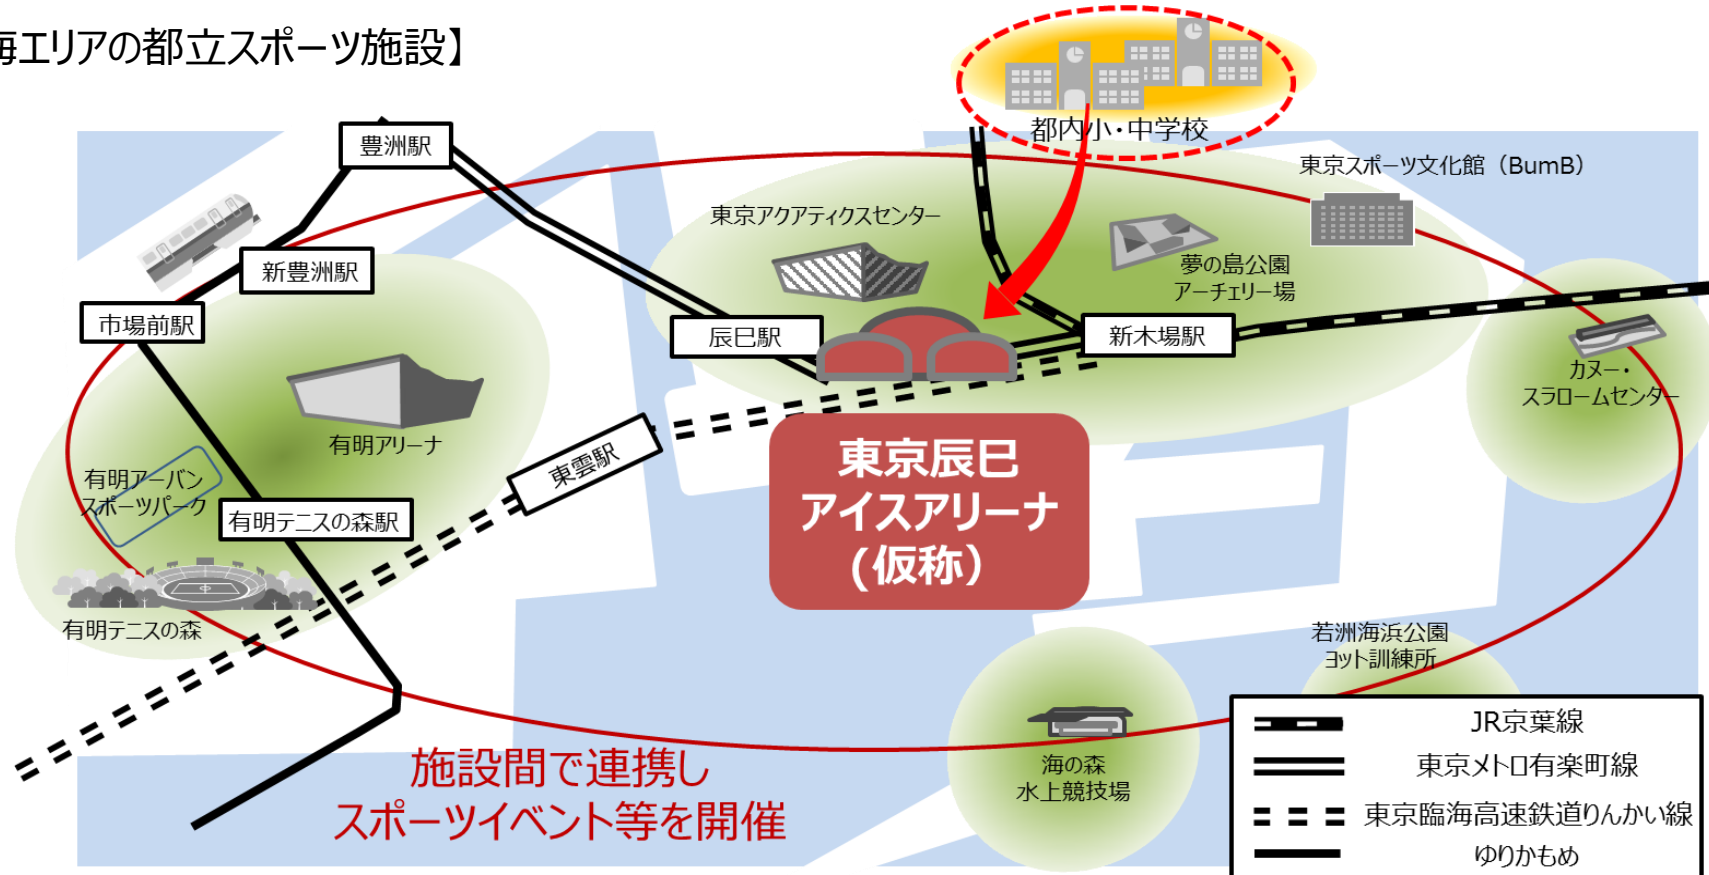 海エリアの都立スポーツ施設】
都内小・中学校
豊洲駅
東京スポーツ文化館（BumB）
東京アクアティクスセンター
新豊洲駅
夢の島公園
アーチェリー場
市場前駅
辰巳駅
新木場駅
カヌー・
スラロームセンター
有明アリーナ
東京辰巳
アイスアリーナ
(仮称）
東雲駅
有明アーバン
スポーツパーク
有明テニスの森駅
有明テニスの森
若洲海浜公園
ヨット訓練所
海の森
水上競技場
施設間で連携し
スポーツイベント等を開催
JR京葉線
東京メトロ有楽町線
東京臨海高速鉄道りんかい線
ゆりかもめ